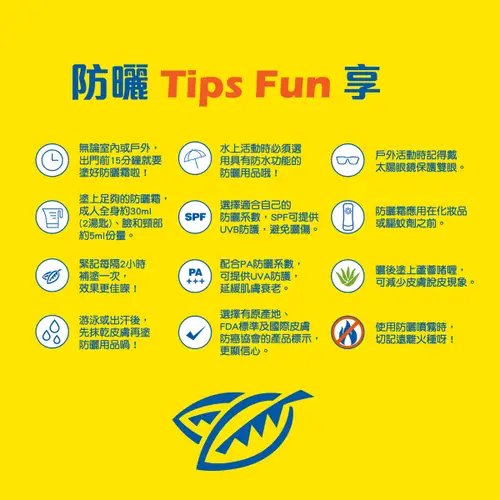 防曬 Tips Fun 享
無論室內或戶外，
出門前15分鐘就要
塗好防曬霜啦！
水上活動時必須選
用具有防水功能的
防曬用品哦！
戶外活動時記得戴
太陽眼鏡保護雙眼。
塗上足夠的防曬霜，
成人全身約30ml
(2湯匙)、臉和頸部
約5ml份量。
SPF
選擇適合自己的
防曬系數，SPF可提供
UVB防護，避免曬傷。
防曬霜應用在化妝品
或驅蚊劑之前。
緊記每隔2小時
補塗一次，
效果更佳㗎！
PA
+++
配合PA防曬系數，
可提供UVA防護，
延緩肌膚衰老。
曬後塗上蘆薈啫喱，
可減少皮膚脫皮現象。
游泳或出汗後，
先抹乾皮膚再塗
防曬用品喎！
選擇有原產地、
FDA標準及國際皮膚
防癌協會的產品標示，
更顯信心。
使用防曬噴霧時，
切記遠離火種呀！